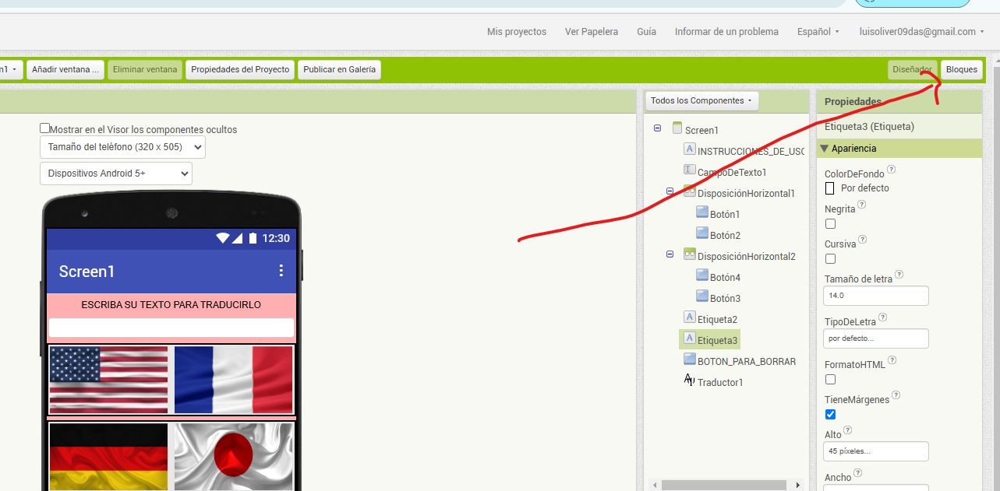 Mis proyectos Ver Papelera Guía Informar de un problema Español luisoliver09das@gmail.com
n1 Añadir ventana ... Eliminar ventana Propiedades del Proyecto Publicar en Galería Diseñador Bloques
Mostrar en el Visor los componentes ocultos
Tamaño del teléfono (320 x 505)
Dispositivos Android 5+
12:30
Screen1
ESCRIBA SU TEXTO PARA TRADUCIRLO
Todos los Componentes
Screen1
INSTRUCCIONES_DE_USO
CampoDeTexto1
DisposiciónHorizontal1
Botón1
Botón2
DisposiciónHorizontal2
Botón4
Botón3
Etiqueta2
Etiqueta3
BOTON_PARA_BORRAR
Traductor1
Propiedades
Etiqueta3 (Etiqueta)
Apariencia
ColorDeFondo ?
Por defecto
Negrita ?
Cursiva ?
Tamaño de letra ?
14.0
TipoDeLetra ?
por defecto...
FormatoHTML ?
TieneMárgenes ?
Alto ?
45 píxeles...
Ancho ?